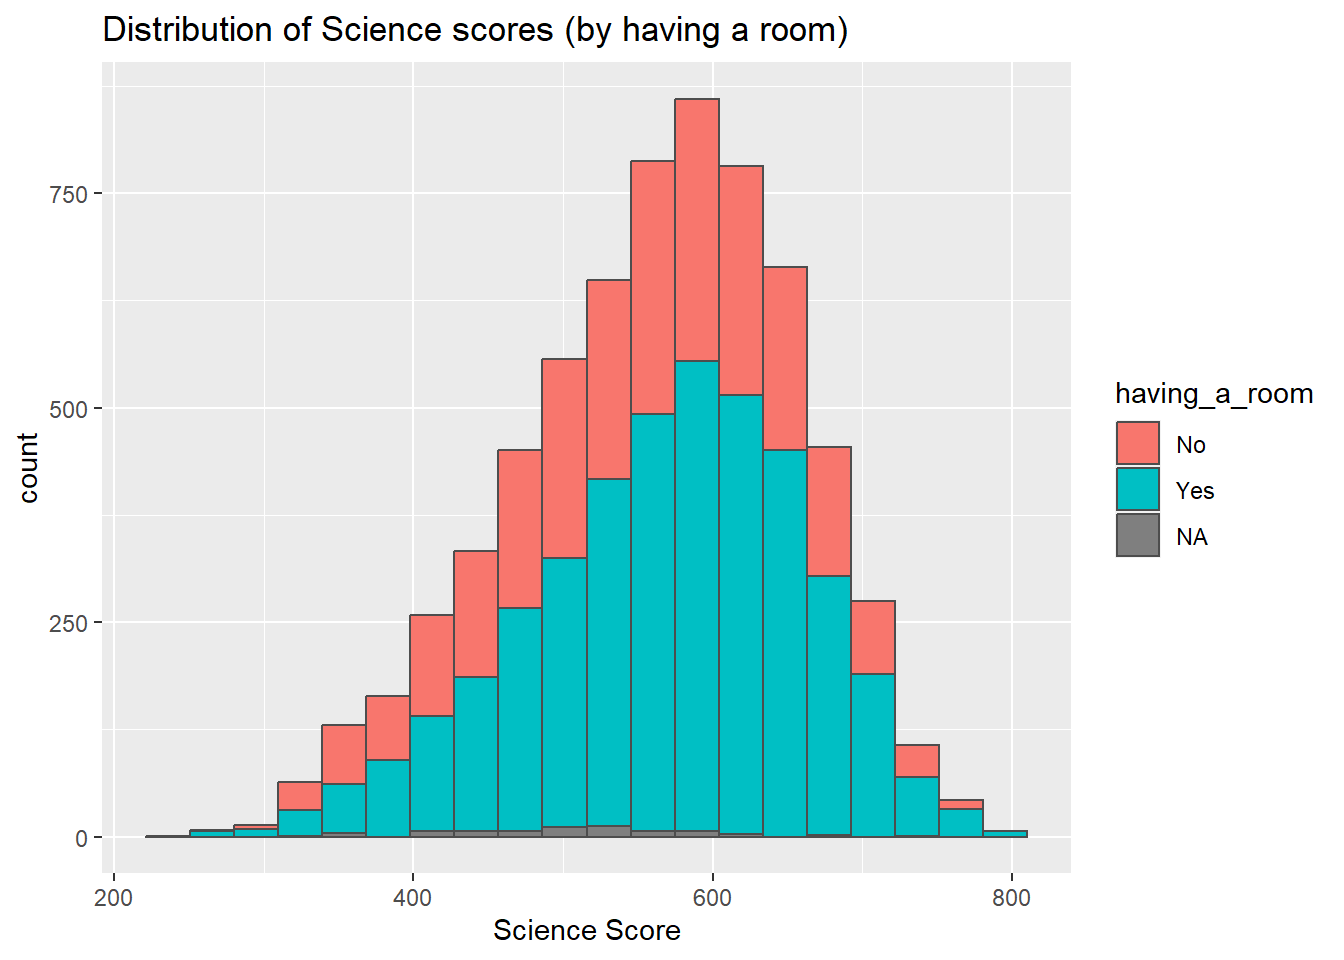 Distribution of Science scores (by having a room)
750
500
250
0
count
200 400 600 800
Science Score
having_a_room
No
Yes
NA